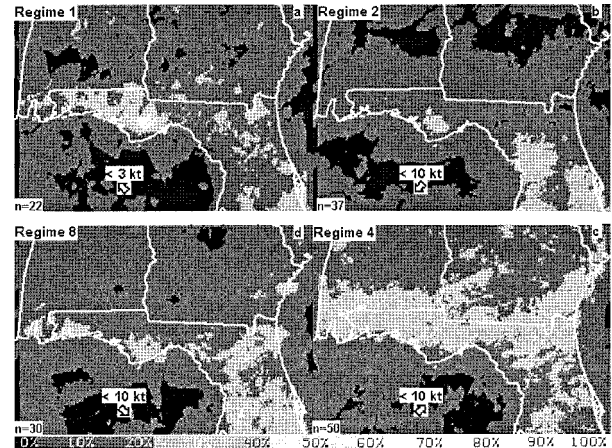 Regime 1
a
< 3 kt
n=22
Regime 2
b
< 10 kt
n=37
Regime 8
d
< 10 kt
n=30
Regime 4
c
< 10 kt
n=50
0% 10% 20% 40% 50% 60% 70% 80% 90% 100%